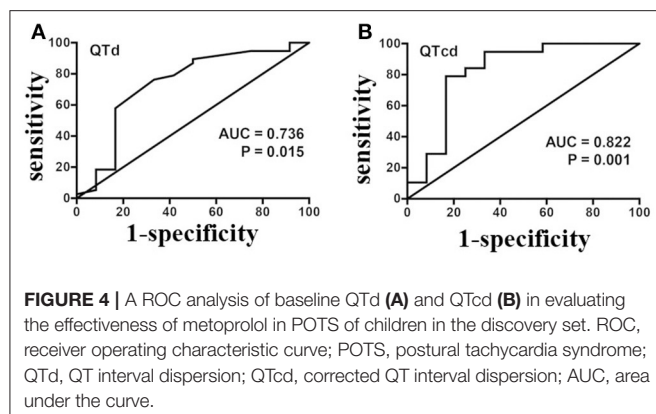 A
QTd
sensitivity
100
80
60
40
20
0
AUC = 0.736
P = 0.015
0 20 40 60 80 100
1-specificity
B
QTcd
sensitivity
100
80
60
40
20
0
AUC = 0.822
P = 0.001
0 20 40 60 80 100
1-specificity
FIGURE 4 | A ROC analysis of baseline QTd (A) and QTcd (B) in evaluating
the effectiveness of metoprolol in POTS of children in the discovery set. ROC,
receiver operating characteristic curve; POTS, postural tachycardia syndrome;
QTd, QT interval dispersion; QTcd, corrected QT interval dispersion; AUC, area
under the curve.